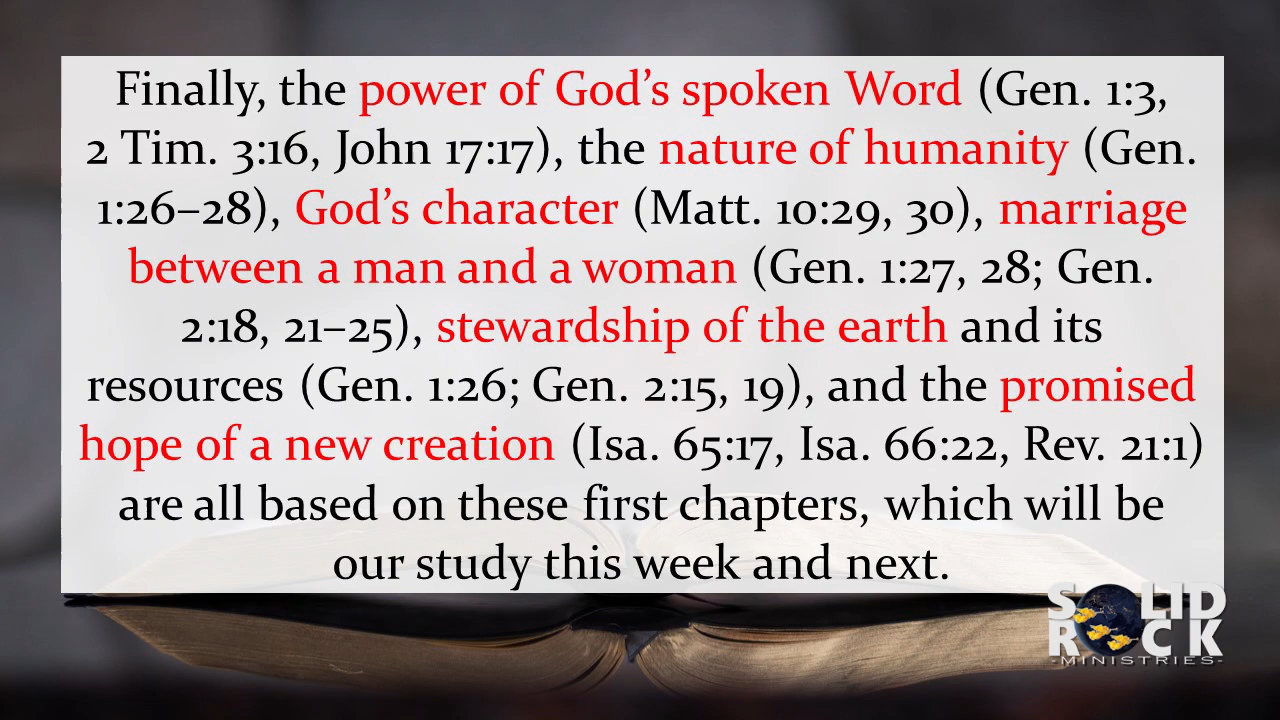 Finally, the power of God’s spoken Word (Gen. 1:3,
2 Tim. 3:16, John 17:17), the nature of humanity (Gen.
1:26–28), God’s character (Matt. 10:29, 30), marriage
between a man and a woman (Gen. 1:27, 28; Gen.
2:18, 21–25), stewardship of the earth and its
resources (Gen. 1:26; Gen. 2:15, 19), and the promised
hope of a new creation (Isa. 65:17, Isa. 66:22, Rev. 21:1)
are all based on these first chapters, which will be
our study this week and next.
SOLID
ROCK
-MINISTRIES-